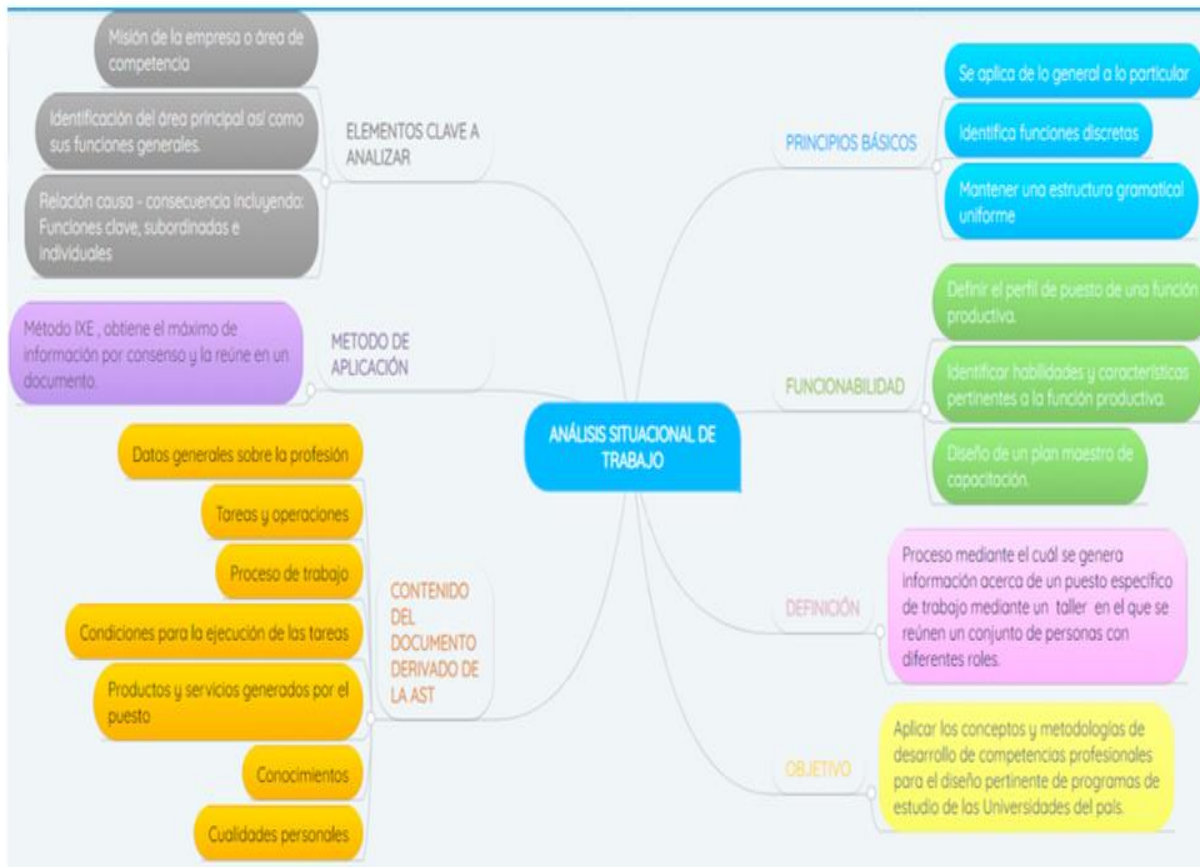 Misión de la empresa o área de
competencia
Identificación del área principal así como
sus funciones generales.
Relación causa - consecuencia incluyendo:
Funciones clave, subordinadas e
individuales
ELEMENTOS CLAVE A
ANALIZAR
Método IXE , obtiene el máximo de
información por consenso y la reúne en un
documento.
METODO DE
APLICACIÓN
Datos generales sobre la profesión
Tareas y operaciones
Proceso de trabajo
Condiciones para la ejecución de las tareas
Productos y servicios generados por el
puesto
Conocimientos
Cualidades personales
CONTENIDO
DEL
DOCUMENTO
DERIVADO DE
LA AST
ANÁLISIS SITUACIONAL DE
TRABAJO
PRINCIPIOS BÁSICOS
Se aplica de lo general a lo particular
Identifica funciones discretas
Mantener una estructura gramatical
uniforme
FUNCIONABILIDAD
Definir el perfil de puesto de una función
productiva.
Identificar habilidades y características
pertinentes a la función productiva.
Diseño de un plan maestro de
capacitación.
DEFINICIÓN
Proceso mediante el cuál se genera
información acerca de un puesto específico
de trabajo mediante un taller en el que se
reúnen un conjunto de personas con
diferentes roles.
OBJETIVO
Aplicar los conceptos y metodologías de
desarrollo de competencias profesionales
para el diseño pertinente de programas de
estudio de las Universidades del país.